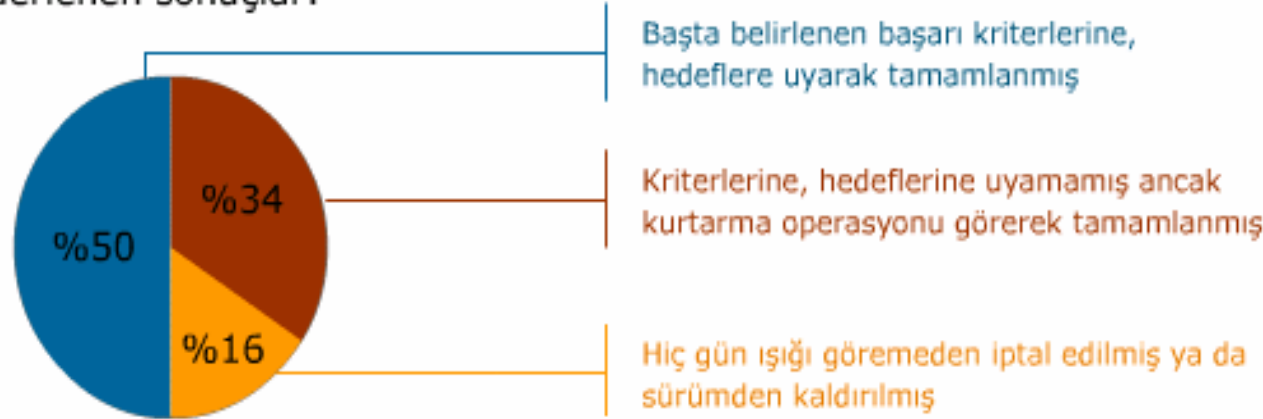 sonuçları
Başta belirlenen başarı kriterlerine,
hedeflere uyarak tamamlanmış
%34
Kriterlerine, hedeflerine uyamamış ancak
kurtarma operasyonu görerek tamamlanmış
%50
%16
Hiç gün ışığı göremeden iptal edilmiş ya da
sürümden kaldırılmış